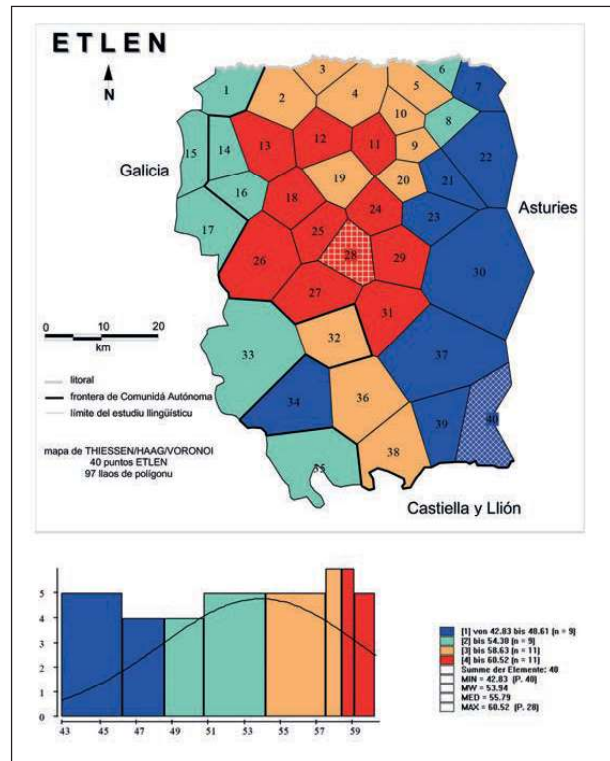 ETLEN
N
3
6
1
2
4
5
7
10
8
13
12
11
9
15
14
22
Galicia
19
20
21
16
18
24
23
Asturies
17
25
28
29
26
30
27
31
0 10 20
km
32
33
37
litoral
frontera de Comunidá Autónoma
34
36
40
límite del estudiu llingüísticu
39
mapa de THIESSEN/HAAG/VORONOI
38
40 puntos ETLEN
35
97 llaos de polígonu
Castiella y Llión
5
4
3
2
1
0
43 45 47 49 51 53 55 57 59
[1] von 42.83 bis 48.61 (n = 9)
[2] bis 54.38 (n = 9)
[3] bis 58.63 (n = 11)
[4] bis 60.52 (n = 11)
Summe der Elemente: 40
MIN = 42.83 (P. 40)
MW = 53.94
MED = 55.79
MAX = 60.52 (P. 28)